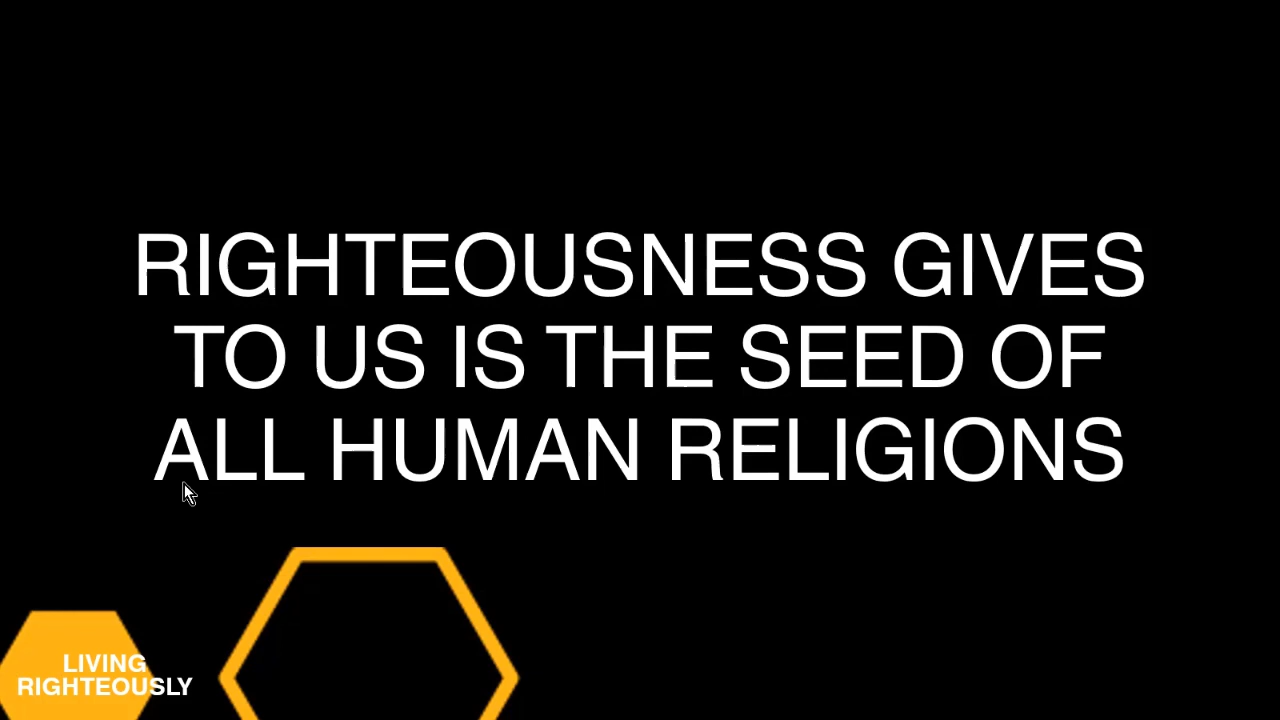 RIGHTEOUSNESS GIVES
TO US IS THE SEED OF
ALL HUMAN RELIGIONS
LIVING
RIGHTEOUSLY